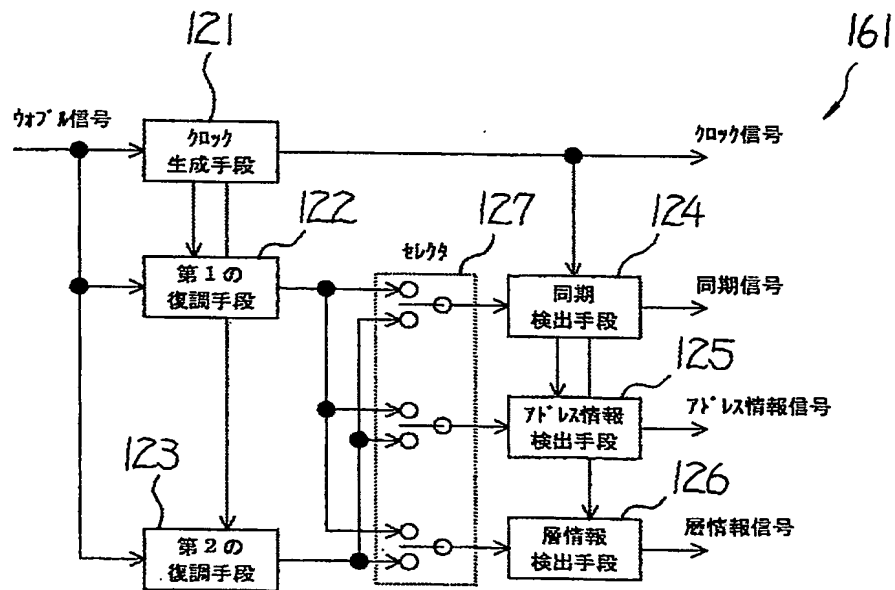 121
161
ｳｫﾌﾞﾙ信号
ｸﾛｯｸ
生成手段
ｸﾛｯｸ信号
122
127
124
ｾﾚｸﾀ
第１の
復調手段
同期
検出手段
同期信号
125
ｱﾄﾞﾚｽ情報
検出手段
ｱﾄﾞﾚｽ情報信号
123
126
第２の
復調手段
層情報
検出手段
層情報信号